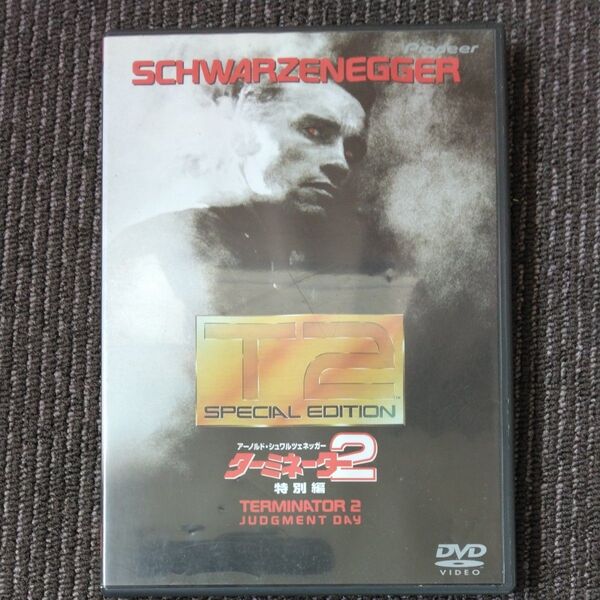 Pioneer
SCHWARZENEGGER
T2
SPECIAL EDITION
アーノルド・シュワルツェネッガー
ターミネーター2
特別編
TERMINATOR 2
JUDGMENT DAY
DVD
VIDEO